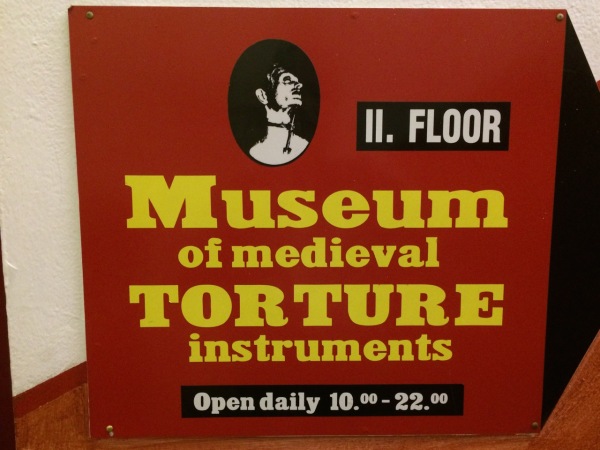 II. FLOOR
Museum
of medieval
TORTURE
instruments
Open daily 10.00 - 22.00